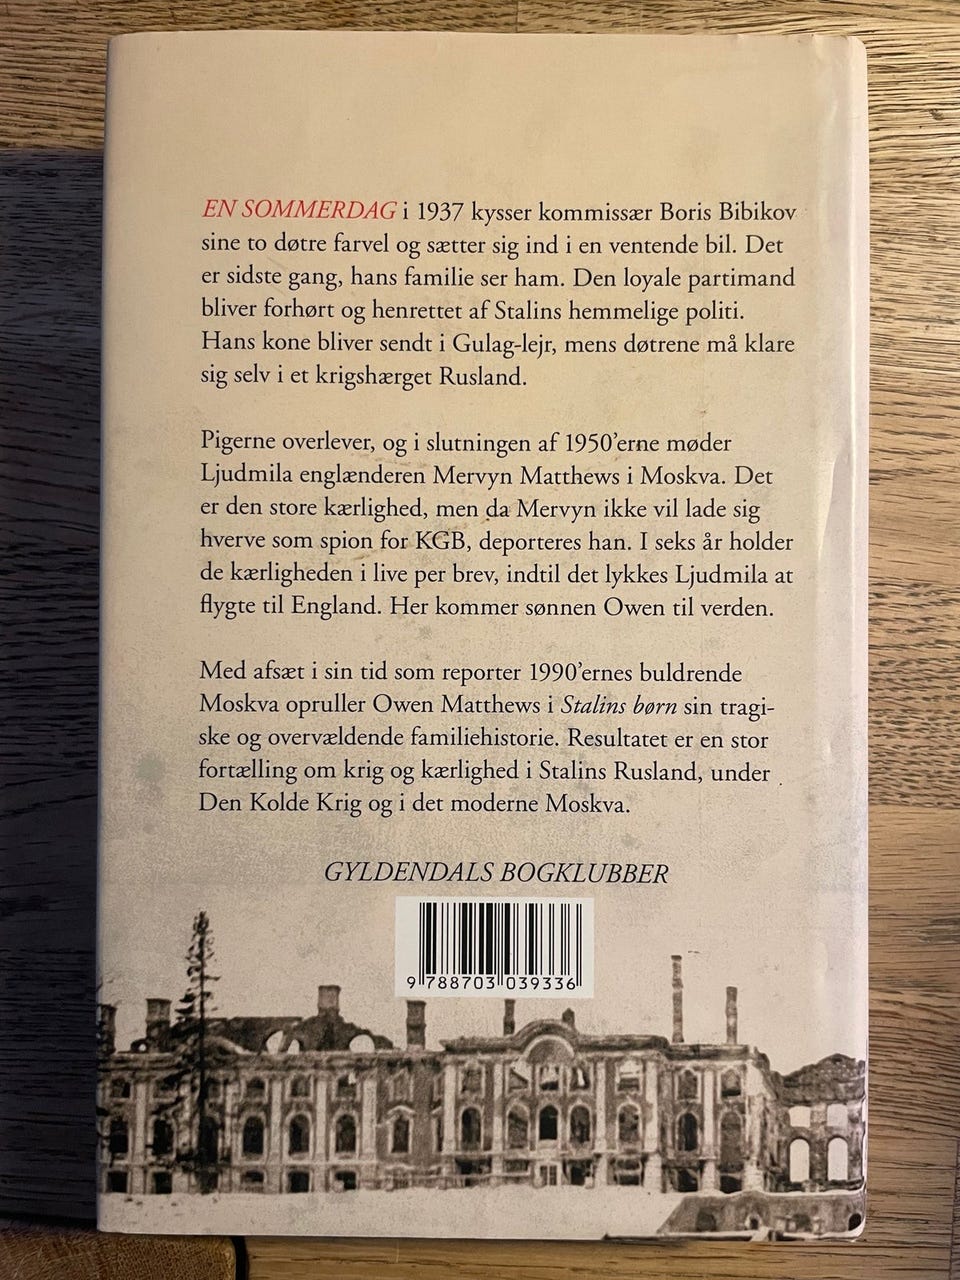 EN SOMMERDAG i 1937 kysser kommissær Boris Bibikov
sine to døtre farvel og sætter sig ind i en ventende bil. Det
er sidste gang, hans familie ser ham. Den loyale partimand
bliver forhørt og henrettet af Stalins hemmelige politi.
Hans kone bliver sendt i Gulag-lejr, mens døtrene må klare
sig selv i et krigshærget Rusland.
Pigerne overlever, og i slutningen af 1950'erne møder
Ljudmila englænderen Mervyn Matthews i Moskva. Det
er den store kærlighed, men da Mervyn ikke vil lade sig
hverve som spion for KGB, deporteres han. I seks år holder
de kærligheden i live per brev, indtil det lykkes Ljudmila at
flygte til England. Her kommer sønnen Owen til verden.
Med afsæt i sin tid som reporter 1990'ernes buldrende
Moskva opruller Owen Matthews i Stalins børn sin tragi-
ske og overvældende familiehistorie. Resultatet er en stor
fortælling om krig og kærlighed i Stalins Rusland, under
Den Kolde Krig og i det moderne Moskva.
GYLDENDALS BOGKLUBBER
9 788703 039336